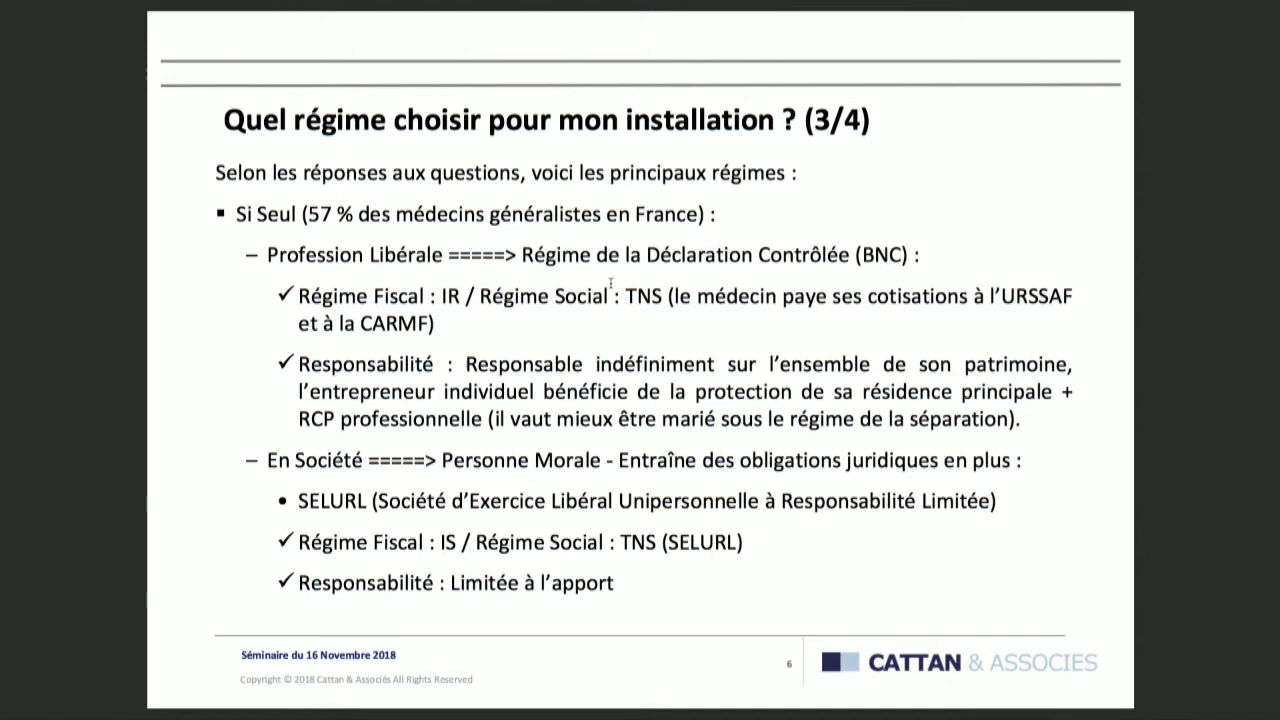 Quel régime choisir pour mon installation ? (3/4)
Selon les réponses aux questions, voici les principaux régimes :
▪ Si Seul (57 % des médecins généralistes en France) :
– Profession Libérale =====> Régime de la Déclaration Contrôlée (BNC) :
✓ Régime Fiscal : IR / Régime Social : TNS (le médecin paye ses cotisations à l’URSSAF
et à la CARMF)
✓ Responsabilité : Responsable indéfiniment sur l’ensemble de son patrimoine,
l’entrepreneur individuel bénéficie de la protection de sa résidence principale +
RCP professionnelle (il vaut mieux être marié sous le régime de la séparation).
– En Société =====> Personne Morale - Entraîne des obligations juridiques en plus :
• SELURL (Société d’Exercice Libéral Unipersonnelle à Responsabilité Limitée)
✓ Régime Fiscal : IS / Régime Social : TNS (SELURL)
✓ Responsabilité : Limitée à l’apport
Séminaire du 16 Novembre 2018
Copyright © 2018 Cattan & Associés All Rights Reserved
6
CATTAN & ASSOCIES